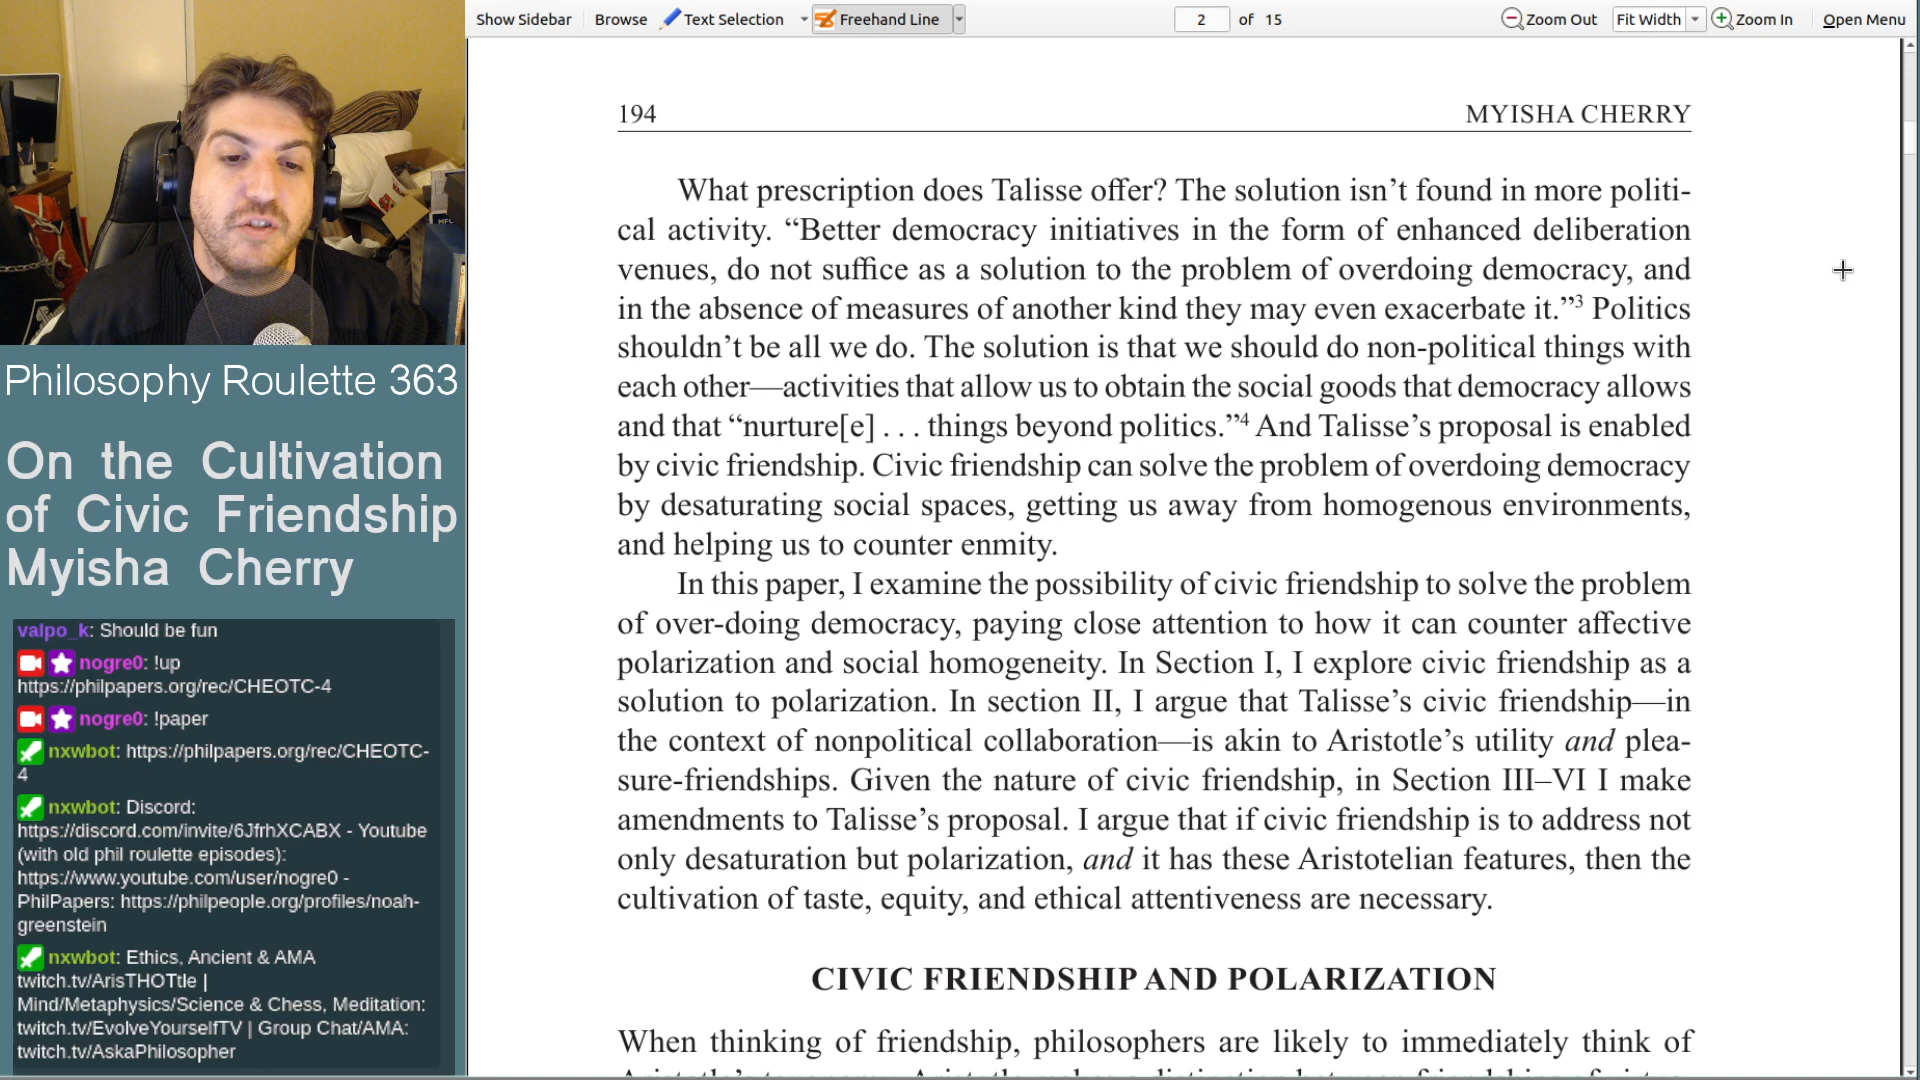 Show Sidebar
Browse
Text Selection
Freehand Line
2 of 15
Zoom Out
Fit Width
Zoom In
Open Menu
194
MYISHA CHERRY
What prescription does Talisse offer? The solution isn’t found in more politi-
cal activity. “Better democracy initiatives in the form of enhanced deliberation
venues, do not suffice as a solution to the problem of overdoing democracy, and
in the absence of measures of another kind they may even exacerbate it.”3 Politics
shouldn’t be all we do. The solution is that we should do non-political things with
each other—activities that allow us to obtain the social goods that democracy allows
and that “nurture[e] . . . things beyond politics.”4 And Talisse’s proposal is enabled
by civic friendship. Civic friendship can solve the problem of overdoing democracy
by desaturating social spaces, getting us away from homogenous environments,
and helping us to counter enmity.
In this paper, I examine the possibility of civic friendship to solve the problem
of over-doing democracy, paying close attention to how it can counter affective
polarization and social homogeneity. In Section I, I explore civic friendship as a
solution to polarization. In section II, I argue that Talisse’s civic friendship—in
the context of nonpolitical collaboration—is akin to Aristotle’s utility and plea-
sure-friendships. Given the nature of civic friendship, in Section III–VI I make
amendments to Talisse’s proposal. I argue that if civic friendship is to address not
only desaturation but polarization, and it has these Aristotelian features, then the
cultivation of taste, equity, and ethical attentiveness are necessary.
CIVIC FRIENDSHIP AND POLARIZATION
When thinking of friendship, philosophers are likely to immediately think of
Philosophy Roulette 363
On the Cultivation
of Civic Friendship
Myisha Cherry
valpo_k: Should be fun
nogre0: !up
https://philpapers.org/rec/CHEOTC-4
nogre0: !paper
nxwbot: https://philpapers.org/rec/CHEOTC-
4
nxwbot: Discord:
https://discord.com/invite/6JfrhXCABX - Youtube
(with old phil roulette episodes):
https://www.youtube.com/user/nogre0 -
PhilPapers: https://philpeople.org/profiles/noah-
greenstein
nxwbot: Ethics, Ancient & AMA
twitch.tv/ArisTHOTtle |
Mind/Metaphysics/Science & Chess, Meditation:
twitch.tv/EvolveYourselfTV | Group Chat/AMA:
twitch.tv/AskaPhilosopher